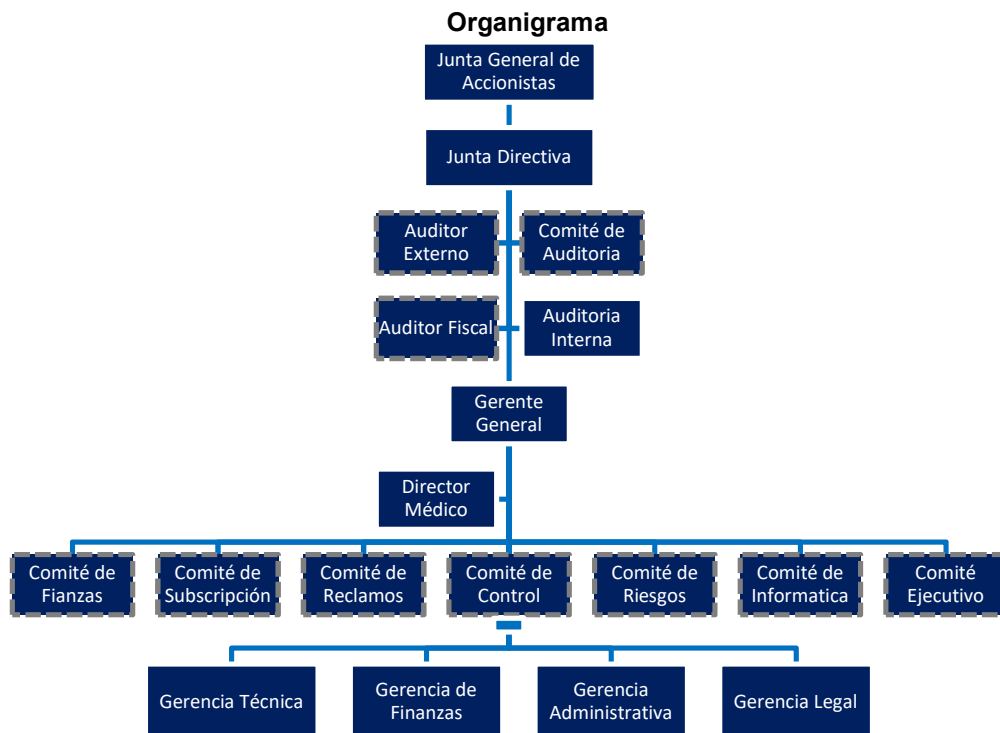 Organigrama
Junta General de
Accionistas
Junta Directiva
Auditor
Externo
Comité de
Auditoria
Auditor Fiscal
Auditoria
Interna
Gerente
General
Director
Médico
Comité de
Fianzas
Comité de
Subscripción
Comité de
Reclamos
Comité de
Control
Comité de
Riesgos
Comité de
Informatica
Comité
Ejecutivo
Gerencia Técnica
Gerencia de
Finanzas
Gerencia
Administrativa
Gerencia Legal